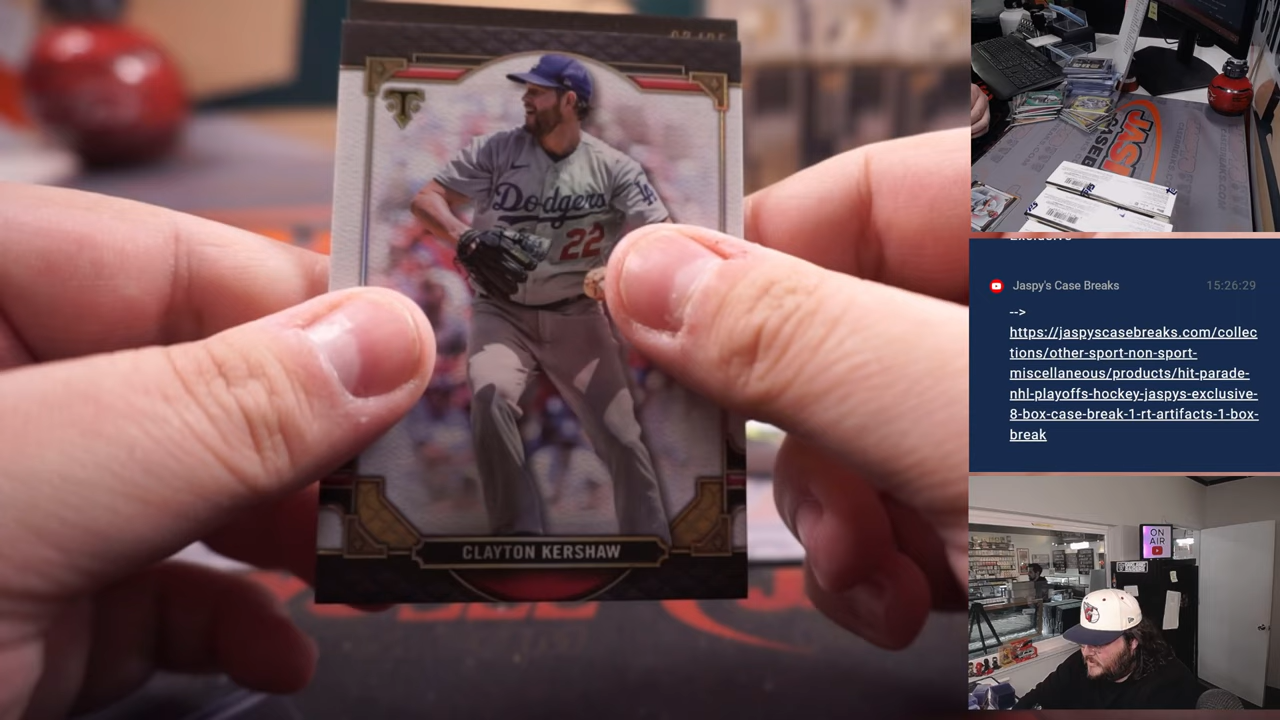 T
Dodgers
LA
22
CLAYTON KERSHAW
Jaspy's Case Breaks
15:26:29
-->
https://jaspyscasebreaks.com/collec
tions/other-sport-non-sport-
miscellaneous/products/hit-parade-
nhl-playoffs-hockey-jaspys-exclusive-
8-box-case-break-1-rt-artifacts-1-box-
break
ON
AIR